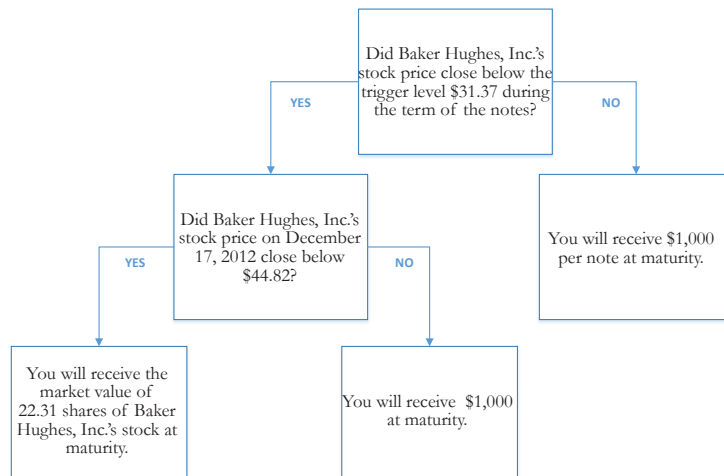 Did Baker Hughes, Inc.'s
stock price close below the
trigger level $31.37 during
the term of the notes?
YES
NO
Did Baker Hughes, Inc.'s
stock price on December
17, 2012 close below
$44.82?
You will receive $1,000
per note at maturity.
YES
NO
You will receive the
market value of
22.31 shares of Baker
Hughes, Inc.'s stock at
maturity.
You will receive $1,000
at maturity.